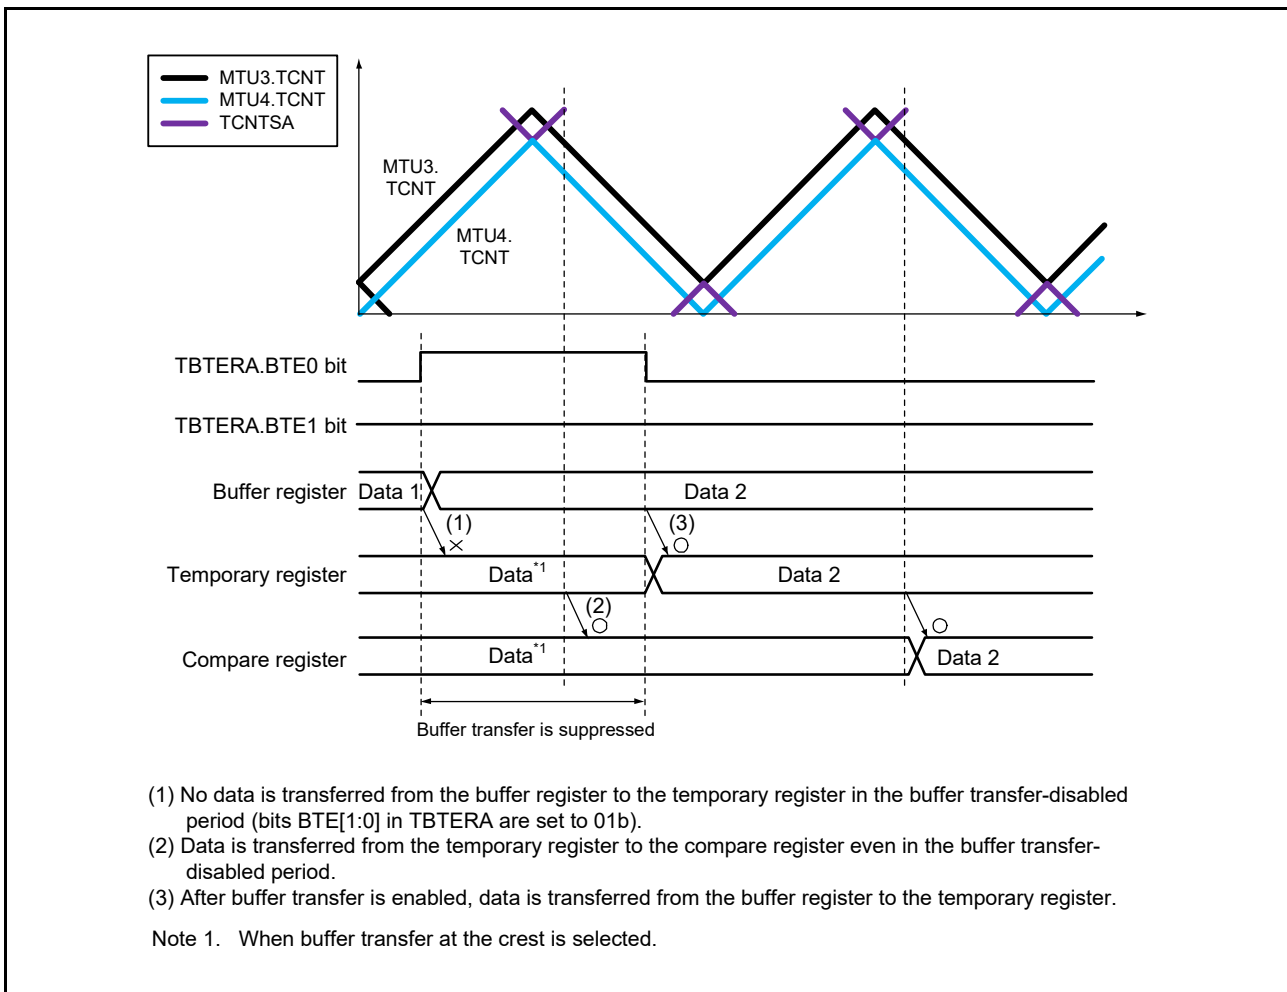 MTU3.TCNT
MTU4.TCNT
TCNTSA
MTU3.
TCNT
MTU4.
TCNT
TBTERA.BTE0 bit
TBTERA.BTE1 bit
Buffer register
Data 1
Data 2
(1)
(3)
Temporary register
Data*1
Data 2
(2)
Compare register
Data*1
Data 2
Buffer transfer is suppressed
(1) No data is transferred from the buffer register to the temporary register in the buffer transfer-disabled
period (bits BTE[1:0] in TBTERA are set to 01b).
(2) Data is transferred from the temporary register to the compare register even in the buffer transfer-
disabled period.
(3) After buffer transfer is enabled, data is transferred from the buffer register to the temporary register.
Note 1. When buffer transfer at the crest is selected.